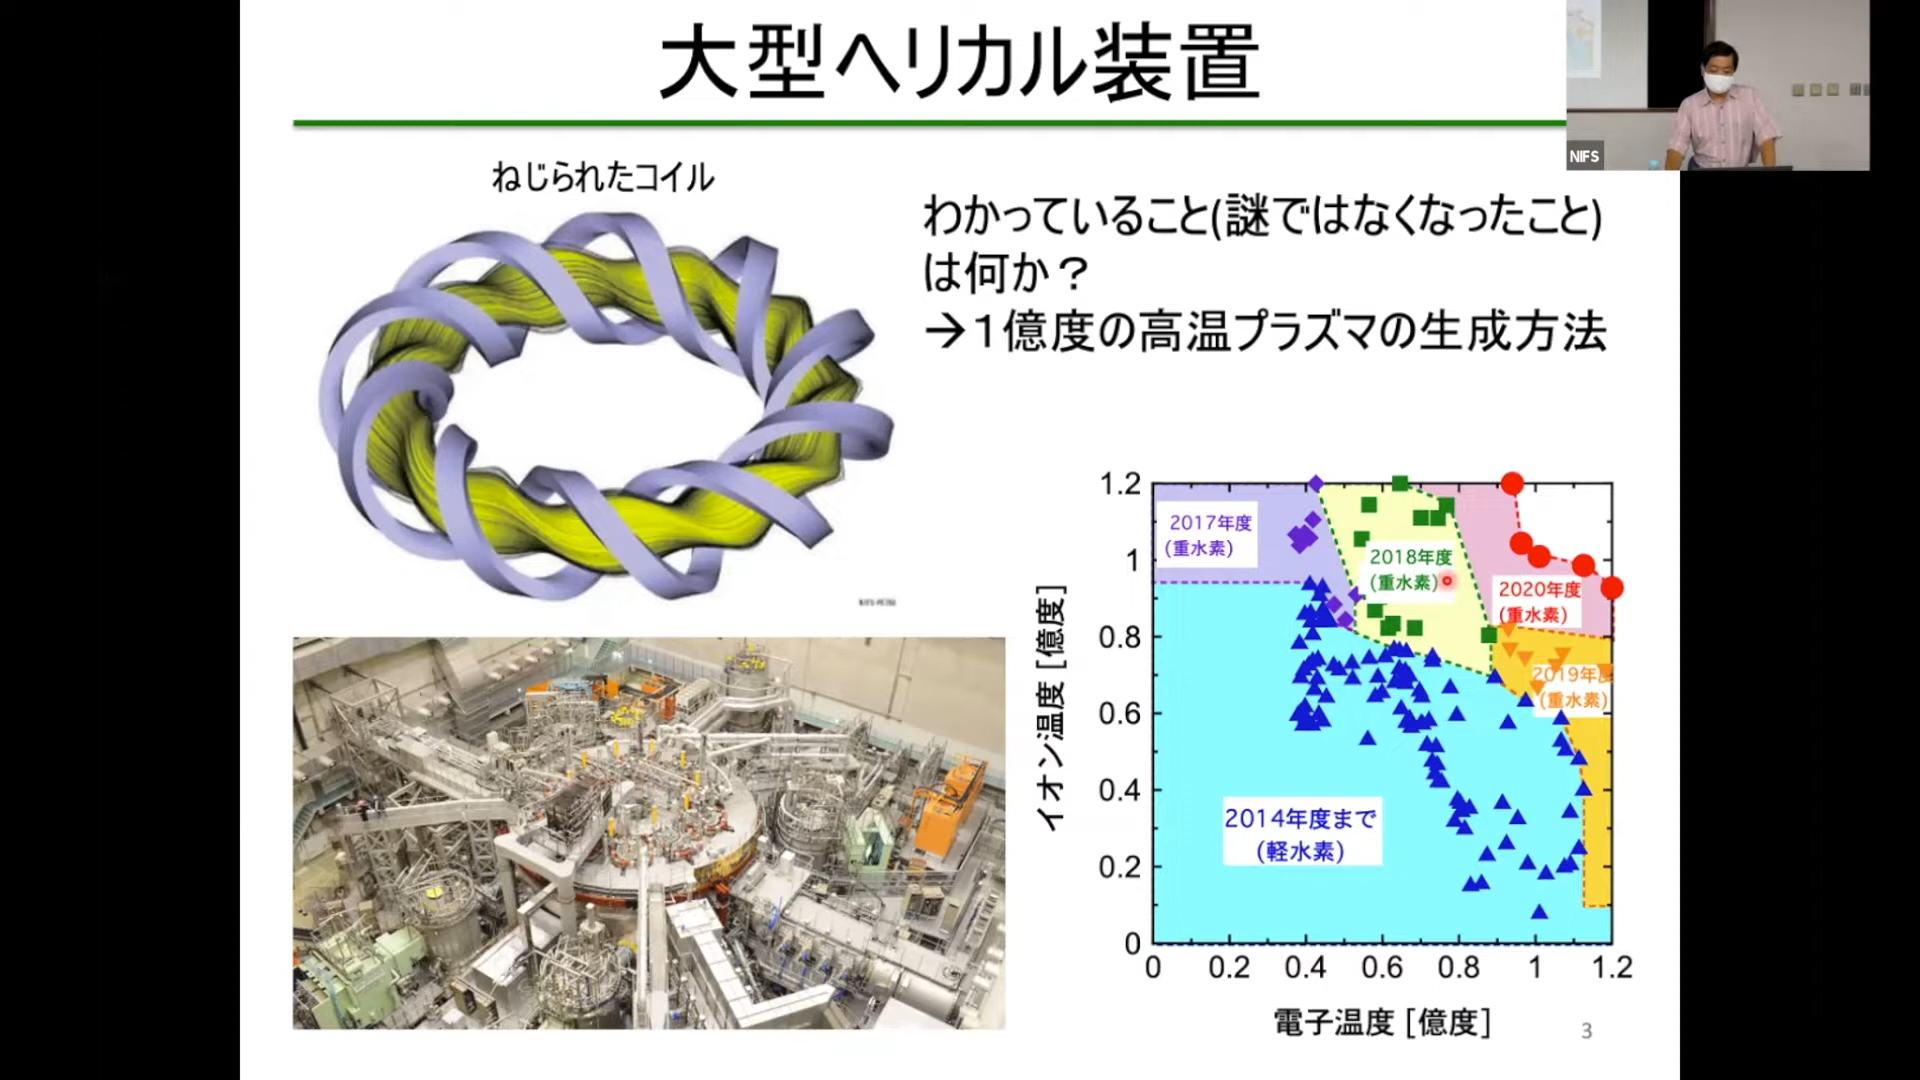 大型ヘリカル装置
NIFS
ねじられたコイル
わかっていること(謎ではなくなったこと)
は何か？
→1億度の高温プラズマの生成方法
イオン温度 [億度]
1.2
1
0.8
0.6
0.4
0.2
0
2017年度
(重水素)
2018年度
(重水素)
2020年度
(重水素)
2019年度
(重水素)
2014年度まで
(軽水素)
0 0.2 0.4 0.6 0.8 1 1.2
電子温度 [億度]
3